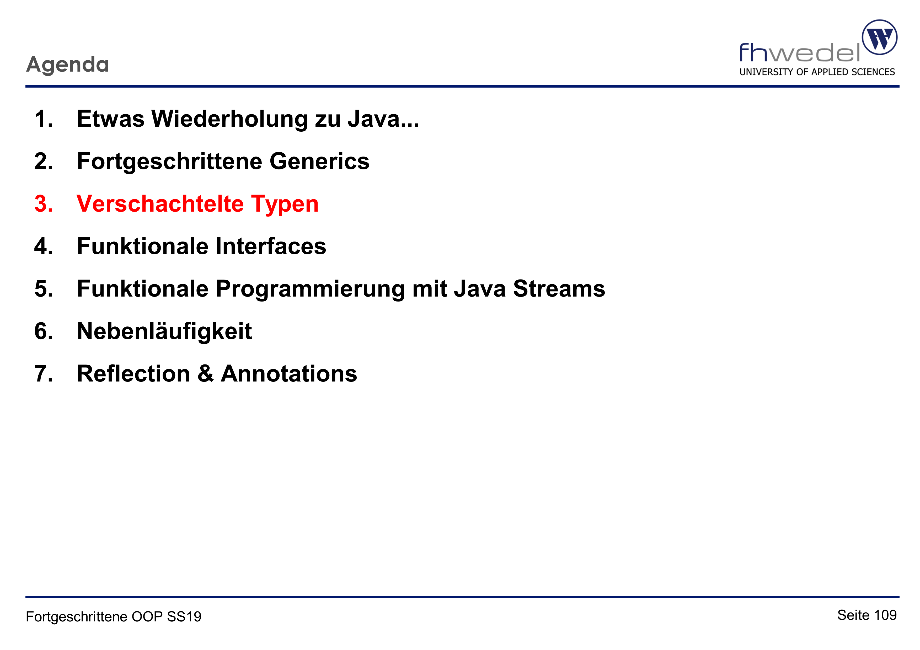 Agenda
fhwedel
W
UNIVERSITY OF APPLIED SCIENCES
1. Etwas Wiederholung zu Java...
2. Fortgeschrittene Generics
3. Verschachtelte Typen
4. Funktionale Interfaces
5. Funktionale Programmierung mit Java Streams
6. Nebenläufigkeit
7. Reflection & Annotations
Fortgeschrittene OOP SS19
Seite 109